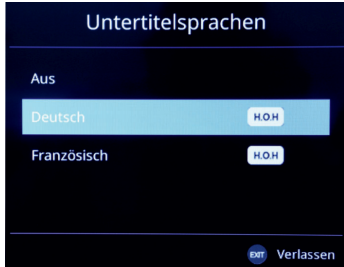 Untertitelsprachen
Aus
Deutsch H.O.H
Französisch H.O.H
EXIT Verlassen